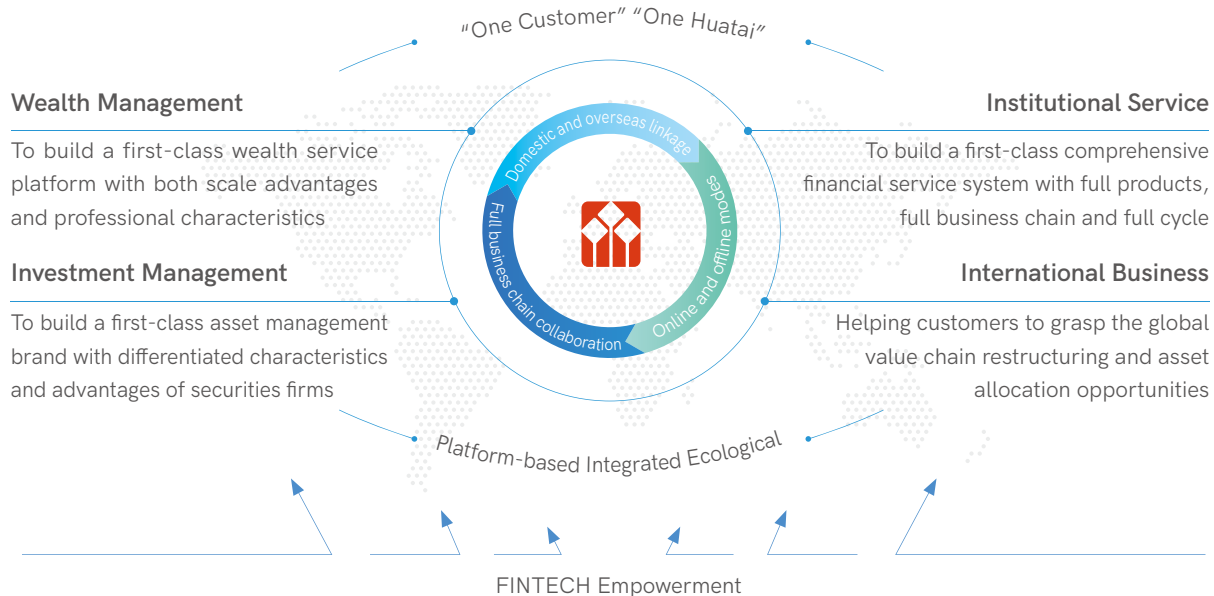 “One Customer” “One Huatai”
Wealth Management
To build a first-class wealth service
platform with both scale advantages
and professional characteristics
Institutional Service
To build a first-class comprehensive
financial service system with full products,
full business chain and full cycle
Domestic and overseas linkage
Online and offline modes
Full business chain collaboration
Investment Management
To build a first-class asset management
brand with differentiated characteristics
and advantages of securities firms
International Business
Helping customers to grasp the global
value chain restructuring and asset
allocation opportunities
Platform-based Integrated Ecological
FINTECH Empowerment